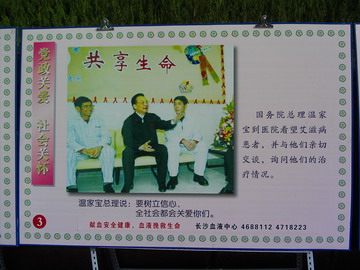 党政关爱 社会关怀
共享生命
国务院总理温家
宝到医院看望艾滋病
患者，并与他们亲切
交谈、询问他们的治
疗情况。
温家宝总理说：要树立信心，
全社会都会关爱你们。
3
献血安全健康、血液挽救生命 长沙血液中心 4688112 4718223